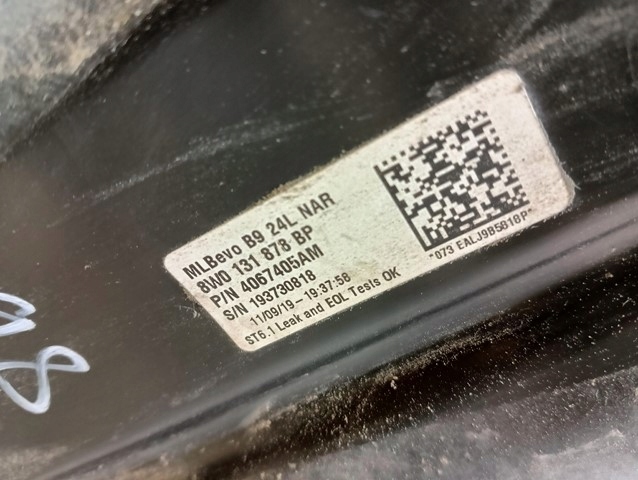 MLBevo B9 24L NAR
8W0 131 878 BP
P/N 4067405AM
S/N 193730818
11/09/19-19:37:58
ST6.1 Leak and EOL Tests OK
*073 EALJ9B5818P*